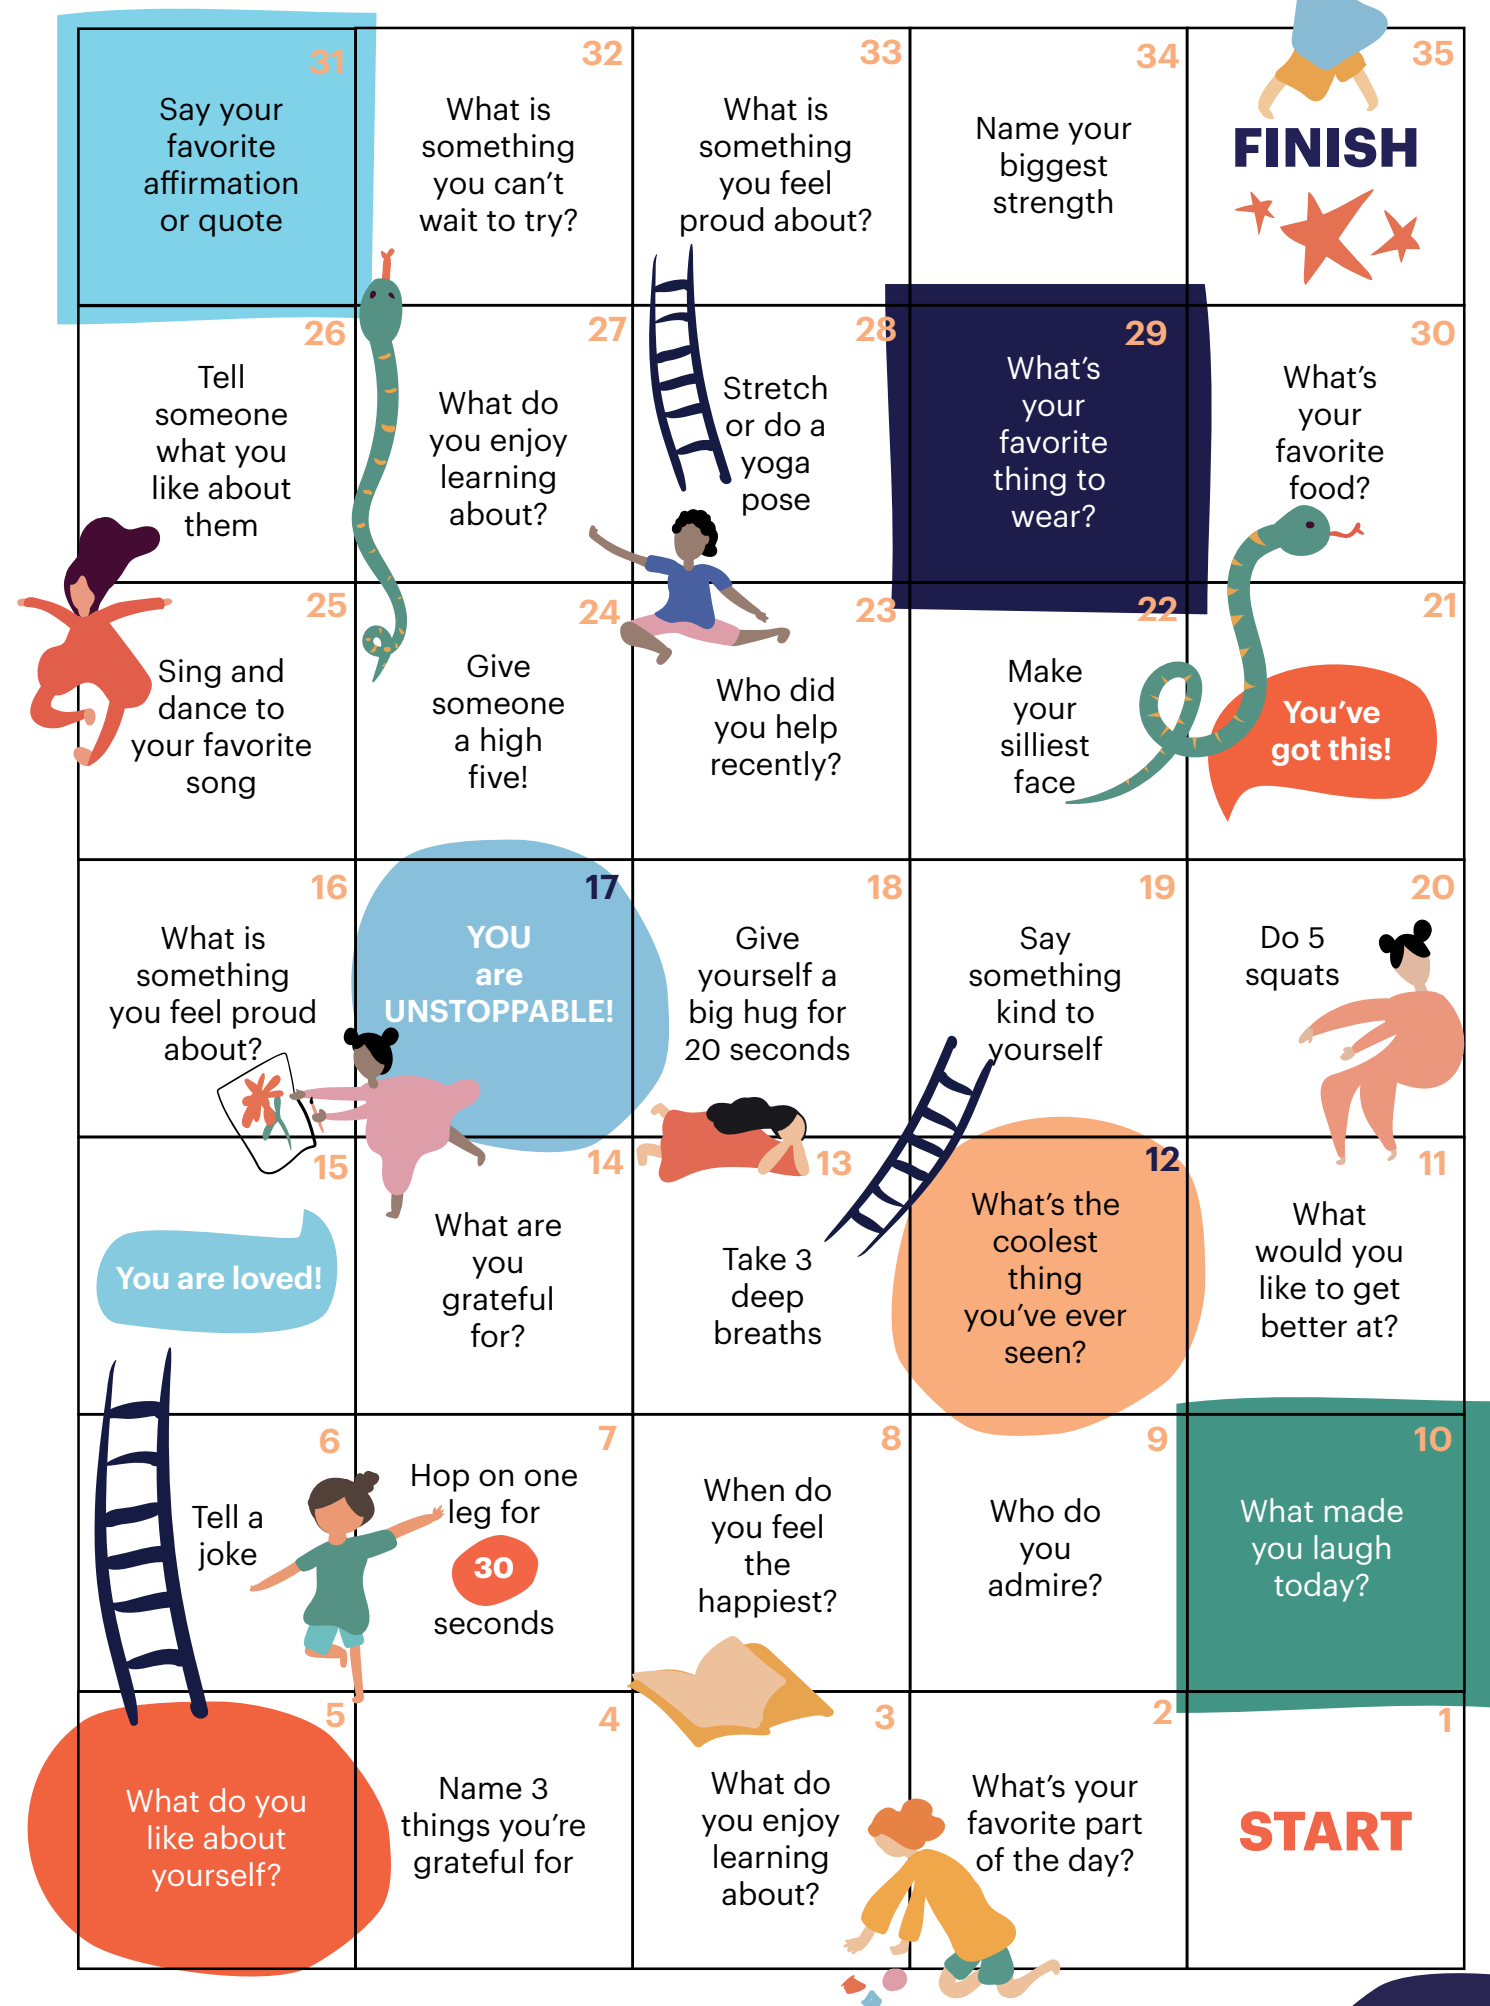 31
Say your
favorite
affirmation
or quote
32
What is
something
you can't
wait to try?
33
What is
something
you feel
proud about?
34
Name your
biggest
strength
35
FINISH
26
Tell
someone
what you
like about
them
27
What do
you enjoy
learning
about?
28
Stretch
or do a
yoga
pose
29
What's
your
favorite
thing to
wear?
30
What's
your
favorite
food?
25
Sing and
dance to
your favorite
song
24
Give
someone
a high
five!
23
Who did
you help
recently?
22
Make
your
silliest
face
21
You've
got this!
16
What is
something
you feel proud
about?
17
YOU
are
UNSTOPPABLE!
18
Give
yourself a
big hug for
20 seconds
19
Say
something
kind to
yourself
20
Do 5
squats
15
You are loved!
14
What are
you
grateful
for?
13
Take 3
deep
breaths
12
What's the
coolest
thing
you've ever
seen?
11
What
would you
like to get
better at?
6
Tell a
joke
7
Hop on one
leg for
30
seconds
8
When do
you feel
the
happiest?
9
Who do
you
admire?
10
What made
you laugh
today?
5
What do you
like about
yourself?
4
Name 3
things you're
grateful for
3
What do
you enjoy
learning
about?
2
What's your
favorite part
of the day?
1
START